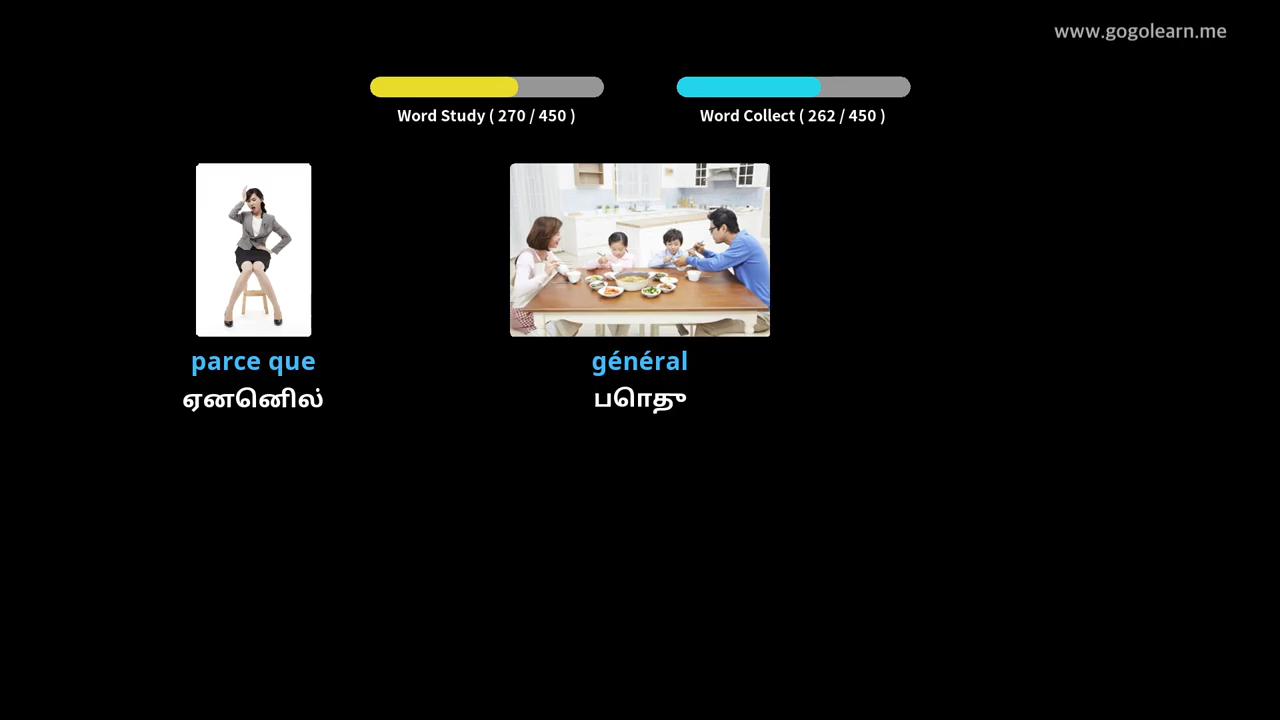 www.gogolearn.me
Word Study ( 270 / 450 )
Word Collect ( 262 / 450 )
parce que
général
ஏனெனில்
பொது